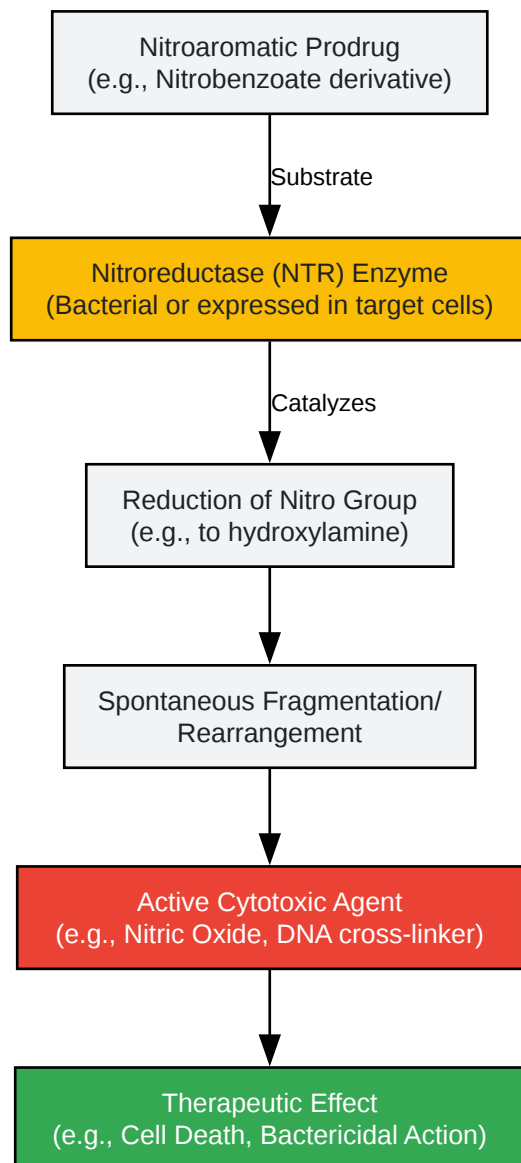 Nitroaromatic Prodrug
(e.g., Nitrobenzoate derivative)
Substrate
Nitroreductase (NTR) Enzyme
(Bacterial or expressed in target cells)
Catalyzes
Reduction of Nitro Group
(e.g., to hydroxylamine)
Spontaneous Fragmentation/
Rearrangement
Active Cytotoxic Agent
(e.g., Nitric Oxide, DNA cross-linker)
Therapeutic Effect
(e.g., Cell Death, Bactericidal Action)